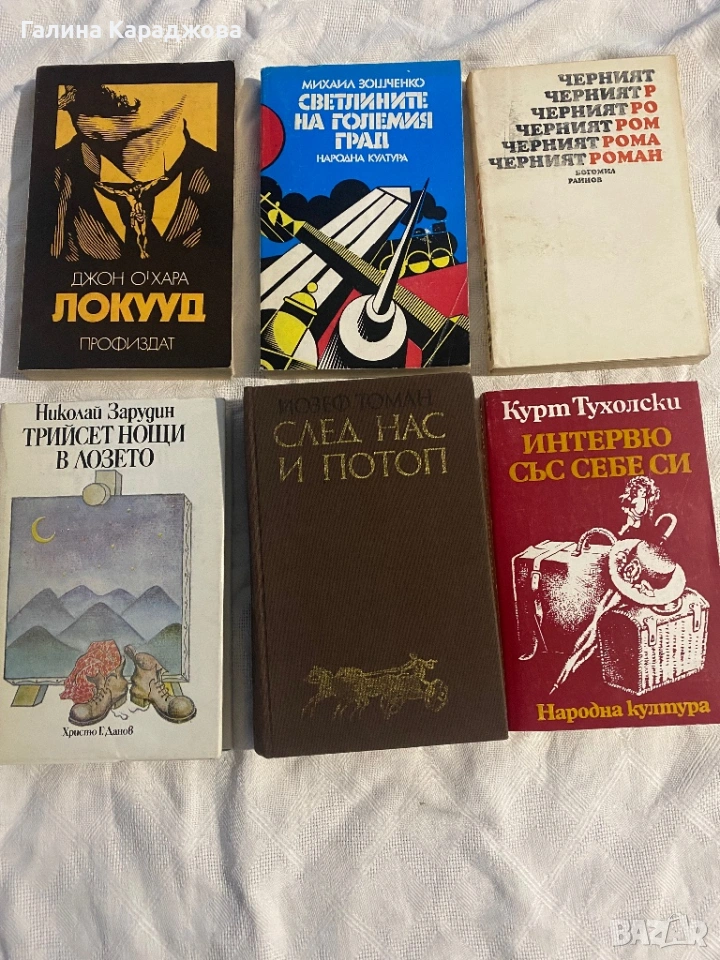 Галина Караджова
ДЖОН О'ХАРА
ЛОКУУД
ПРОФИЗДАТ
МИХАИЛ ЗОШЧЕНКО
СВЕТЛИНИТЕ
НА ГОЛЕМИЯ
ГРАД
НАРОДНА КУЛТУРА
ЧЕРНИЯТ
ЧЕРНИЯТ Р
ЧЕРНИЯТ РО
ЧЕРНИЯТ РОМ
ЧЕРНИЯТ РОМА
ЧЕРНИЯТ РОМАН
БОГОМИЛ
РАЙНОВ
Николай Зарудин
ТРИЙСЕТ НОЩИ
В ЛОЗЕТО
Христо Г. Данов
ЙОЗЕФ ТОМАН
СЛЕД НАС
И ПОТОП
Курт Тухолски
ИНТЕРВЮ
СЪС СЕБЕ СИ
Народна култура
BAZAR